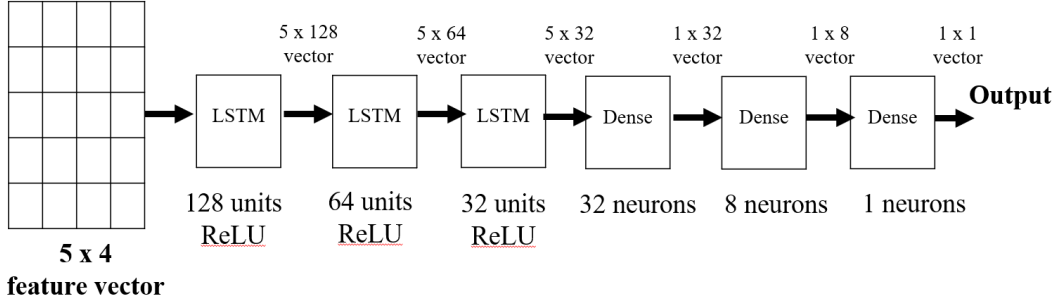 5 x 128
vector
5 x 64
vector
5 x 32
vector
1 x 32
vector
1 x 8
vector
1 x 1
vector
LSTM
LSTM
LSTM
Dense
Dense
Dense
Output
128 units
ReLU
64 units
ReLU
32 units
ReLU
32 neurons
8 neurons
1 neurons
5 x 4
feature vector